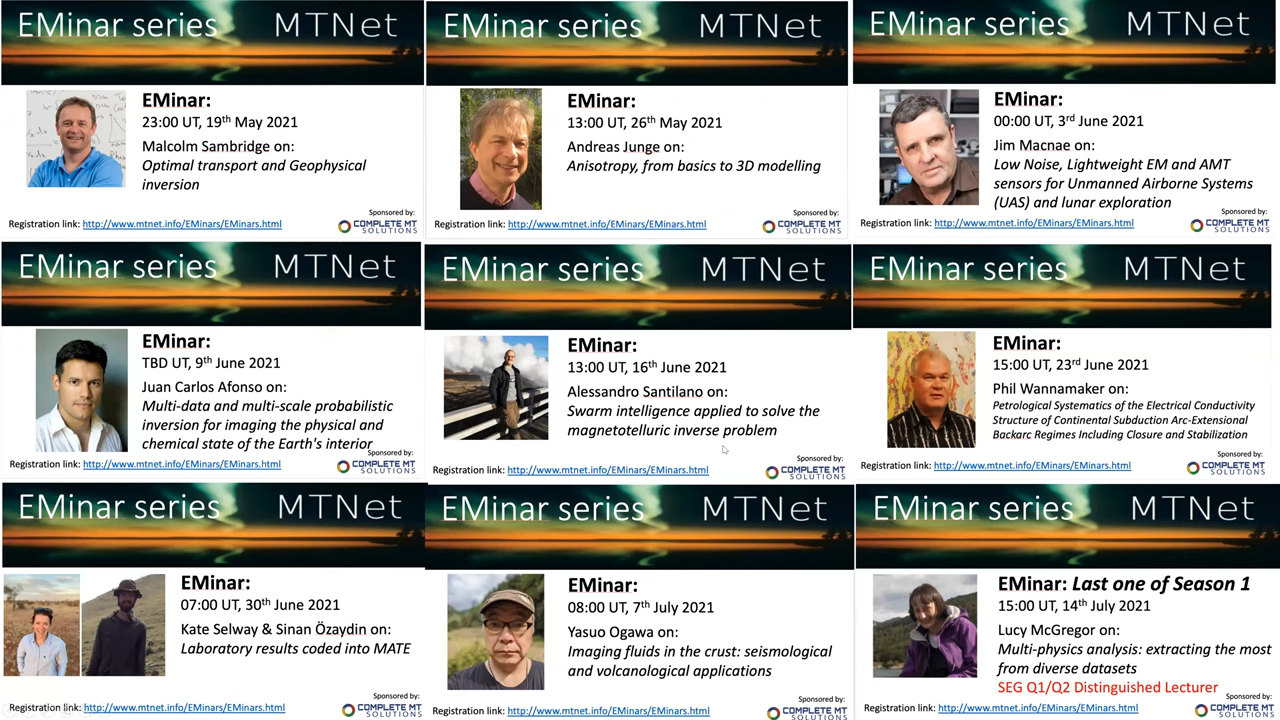 EMinar series MTNet
EMinar:
23:00 UT, 19th May 2021
Malcolm Sambridge on:
Optimal transport and Geophysical
inversion
Sponsored by:
Registration link: http://www.mtnet.info/EMinars/EMinars.html
COMPLETE MT
SOLUTIONS
EMinar series MTNet
EMinar:
13:00 UT, 26th May 2021
Andreas Junge on:
Anisotropy, from basics to 3D modelling
Sponsored by:
Registration link: http://www.mtnet.info/EMinars/EMinars.html
COMPLETE MT
SOLUTIONS
EMinar series MTNet
EMinar:
00:00 UT, 3rd June 2021
Jim Macnae on:
Low Noise, Lightweight EM and AMT
sensors for Unmanned Airborne Systems
(UAS) and lunar exploration
Sponsored by:
Registration link: http://www.mtnet.info/EMinars/EMinars.html
COMPLETE MT
SOLUTIONS
EMinar series MTNet
EMinar:
TBD UT, 9th June 2021
Juan Carlos Afonso on:
Multi-data and multi-scale probabilistic
inversion for imaging the physical and
chemical state of the Earth's interior
Sponsored by:
Registration link: http://www.mtnet.info/EMinars/EMinars.html
COMPLETE MT
SOLUTIONS
EMinar series MTNet
EMinar:
13:00 UT, 16th June 2021
Alessandro Santilano on:
Swarm intelligence applied to solve the
magnetotelluric inverse problem
Sponsored by:
Registration link: http://www.mtnet.info/EMinars/EMinars.html
COMPLETE MT
SOLUTIONS
EMinar series MTNet
EMinar:
15:00 UT, 23rd June 2021
Phil Wannamaker on:
Petrological Systematics of the Electrical Conductivity
Structure of Continental Subduction Arc-Extensional
Backarc Regimes Including Closure and Stabilization
Sponsored by:
Registration link: http://www.mtnet.info/EMinars/EMinars.html
COMPLETE MT
SOLUTIONS
EMinar series MTNet
EMinar:
07:00 UT, 30th June 2021
Kate Selway & Sinan Özaydin on:
Laboratory results coded into MATE
Sponsored by:
Registration link: http://www.mtnet.info/EMinars/EMinars.html
COMPLETE MT
SOLUTIONS
EMinar series MTNet
EMinar:
08:00 UT, 7th July 2021
Yasuo Ogawa on:
Imaging fluids in the crust: seismological
and volcanological applications
Sponsored by:
Registration link: http://www.mtnet.info/EMinars/EMinars.html
COMPLETE MT
SOLUTIONS
EMinar series MTNet
EMinar: Last one of Season 1
15:00 UT, 14th July 2021
Lucy McGregor on:
Multi-physics analysis: extracting the most
from diverse datasets
SEG Q1/Q2 Distinguished Lecturer
Sponsored by:
Registration link: http://www.mtnet.info/EMinars/EMinars.html
COMPLETE MT
SOLUTIONS